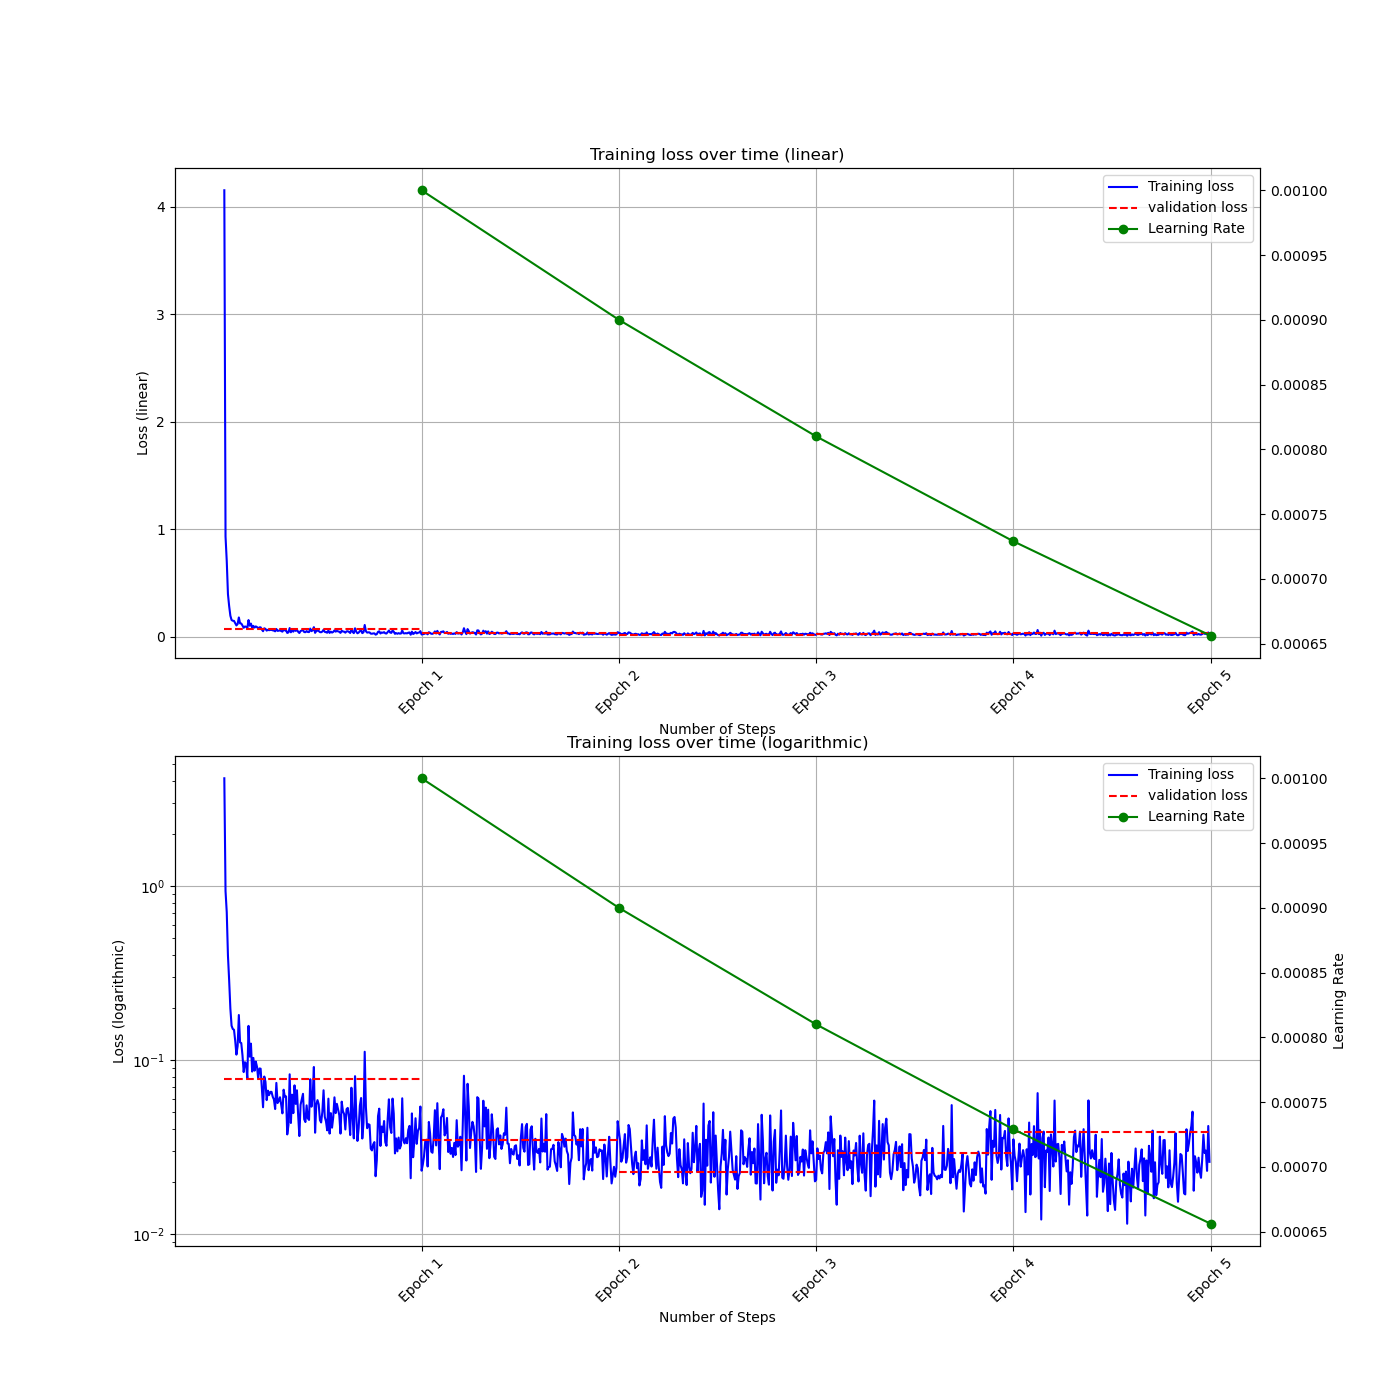 Training loss over time (linear)
Training loss
validation loss
Learning Rate
Loss (linear)
4
3
2
1
0
0.00100
0.00095
0.00090
0.00085
0.00080
0.00075
0.00070
0.00065
Epoch 1
Epoch 2
Epoch 3
Epoch 4
Epoch 5
Number of Steps
Training loss over time (logarithmic)
Training loss
validation loss
Learning Rate
Loss (logarithmic)
10⁰
10⁻¹
10⁻²
0.00100
0.00095
0.00090
0.00085
0.00080
0.00075
0.00070
0.00065
Learning Rate
Epoch 1
Epoch 2
Epoch 3
Epoch 4
Epoch 5
Number of Steps